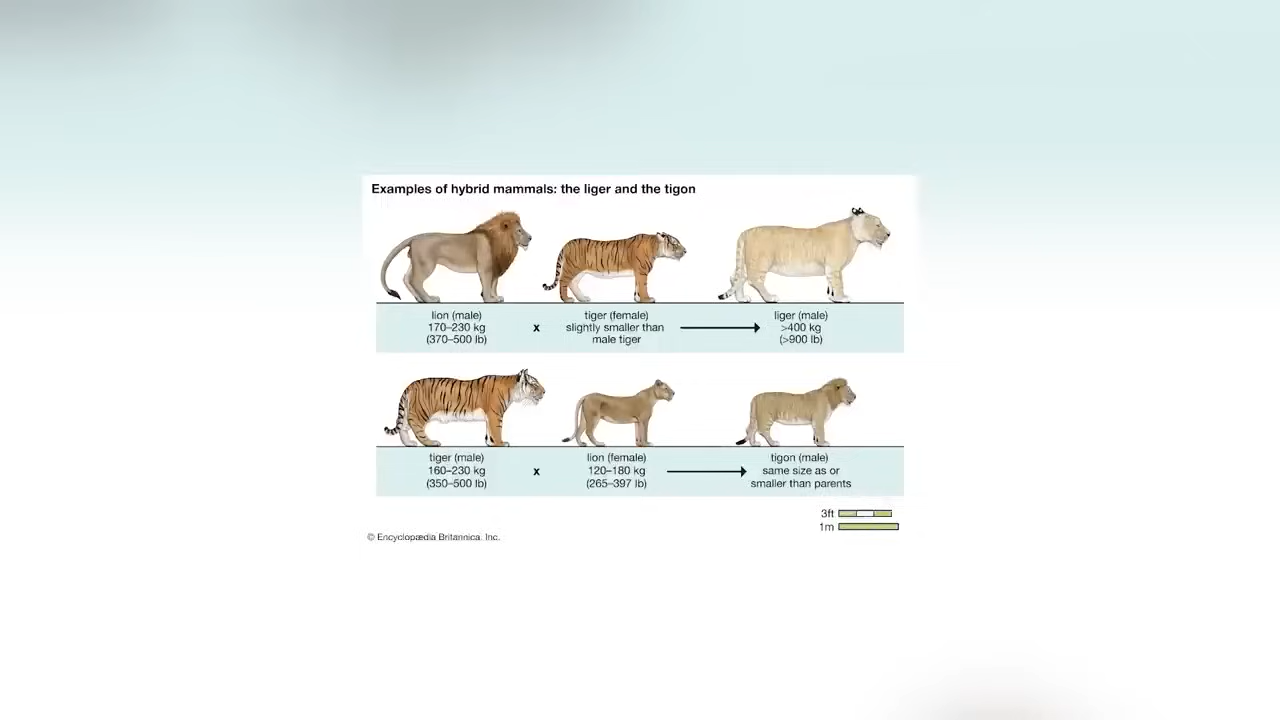 Examples of hybrid mammals: the liger and the tigon
lion (male)
170–230 kg
(370–500 lb)
x
tiger (female)
slightly smaller than
male tiger
liger (male)
>400 kg
(>900 lb)
tiger (male)
160–230 kg
(350–500 lb)
x
lion (female)
120–180 kg
(265–397 lb)
tigon (male)
same size as or
smaller than parents
3ft
1m
© Encyclopædia Britannica, Inc.